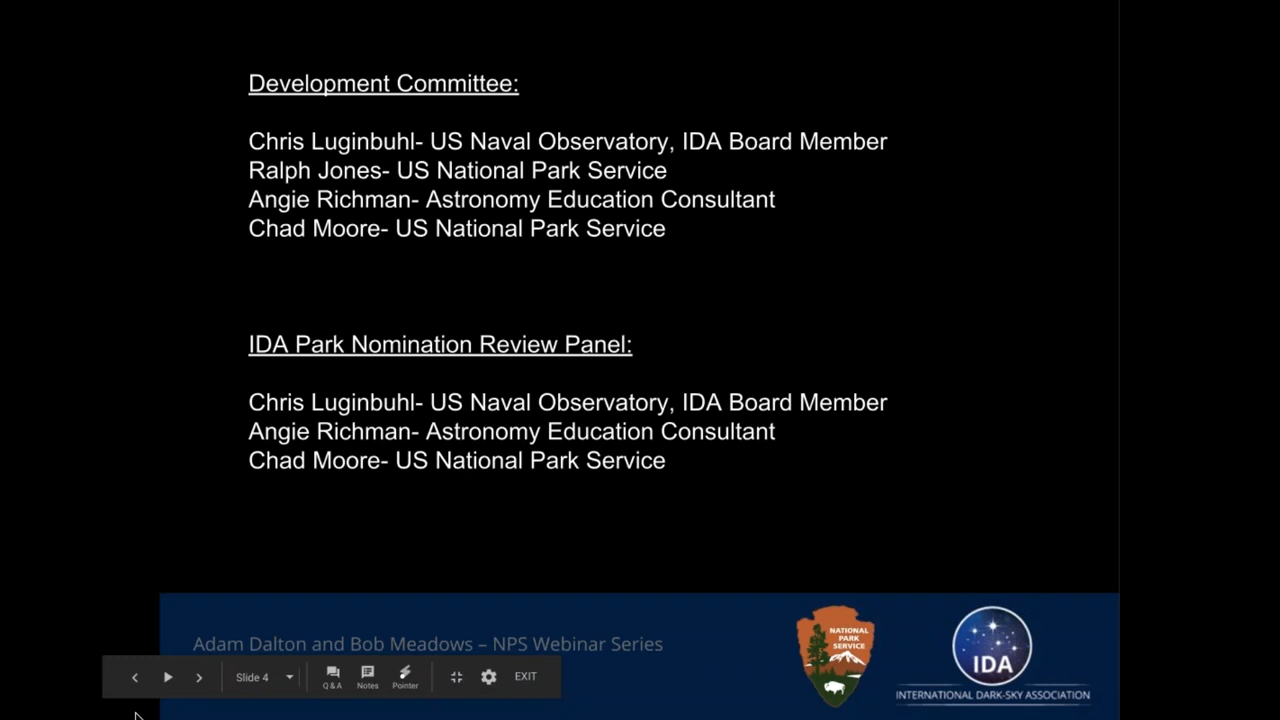 Development Committee:
Chris Luginbuhl- US Naval Observatory, IDA Board Member
Ralph Jones- US National Park Service
Angie Richman- Astronomy Education Consultant
Chad Moore- US National Park Service
IDA Park Nomination Review Panel:
Chris Luginbuhl- US Naval Observatory, IDA Board Member
Angie Richman- Astronomy Education Consultant
Chad Moore- US National Park Service
Adam Dalton and Bob Meadows – NPS Webinar Series
NATIONAL
PARK
SERVICE
IDA
INTERNATIONAL DARK-SKY ASSOCIATION
Slide 4
Q & A
Notes
Pointer
EXIT